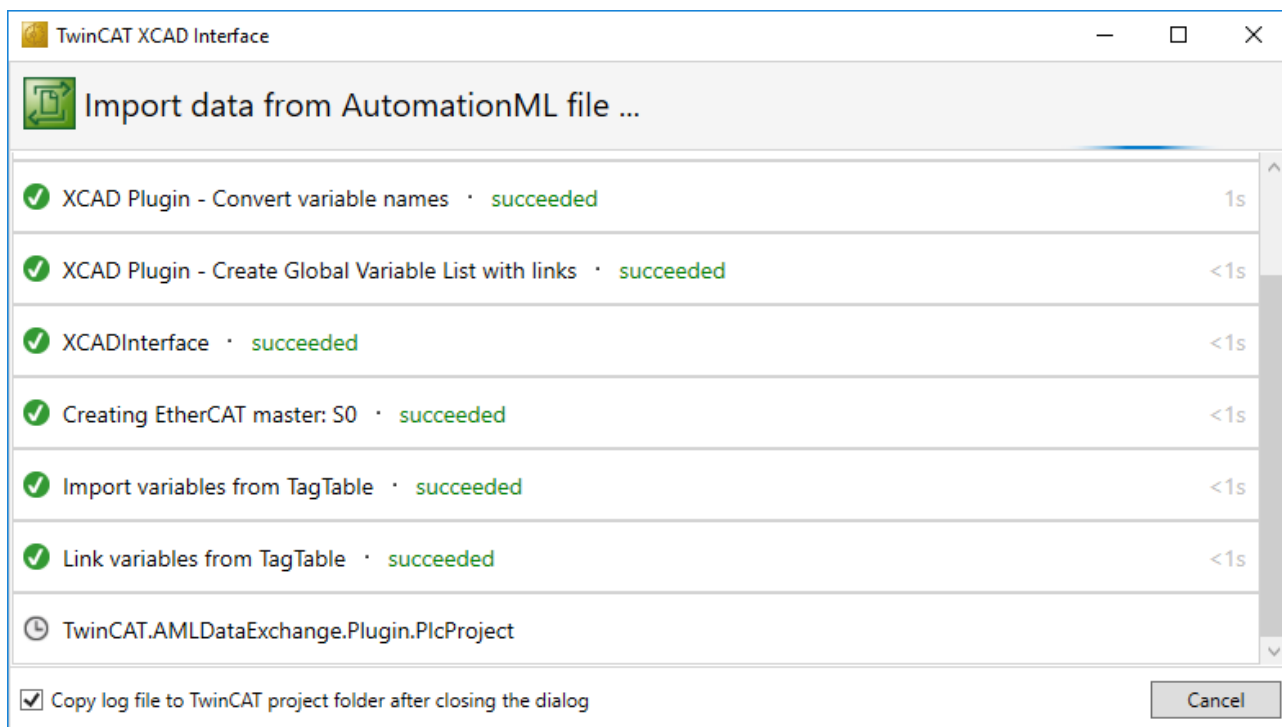 TwinCAT XCAD Interface
Import data from AutomationML file ...
XCAD Plugin - Convert variable names · succeeded 1s
XCAD Plugin - Create Global Variable List with links · succeeded <1s
XCADInterface · succeeded <1s
Creating EtherCAT master: S0 · succeeded <1s
Import variables from TagTable · succeeded <1s
Link variables from TagTable · succeeded <1s
TwinCAT.AMLDataExchange.Plugin.PlcProject
Copy log file to TwinCAT project folder after closing the dialog Cancel